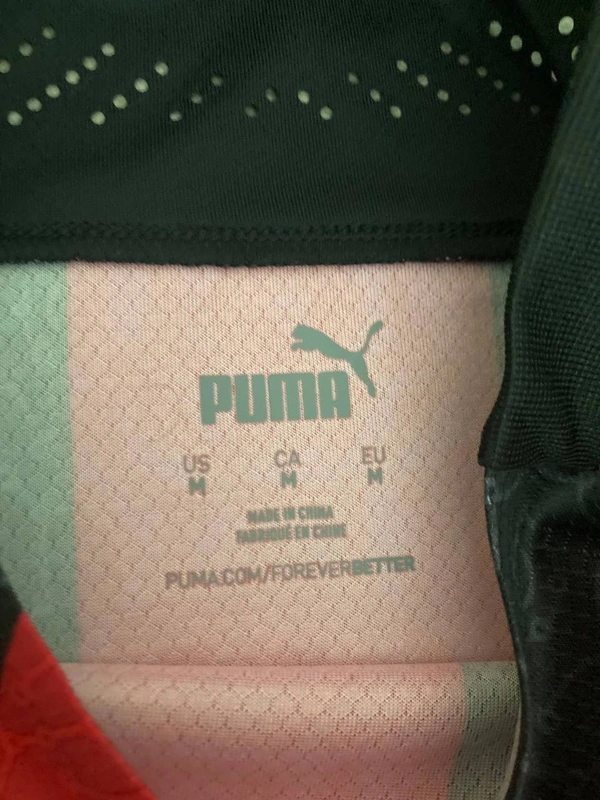 PUMA
US CA EU
M M M
MADE IN CHINA
FABRIQUÉ EN CHINE
PUMA.COM/FOREVERBETTER